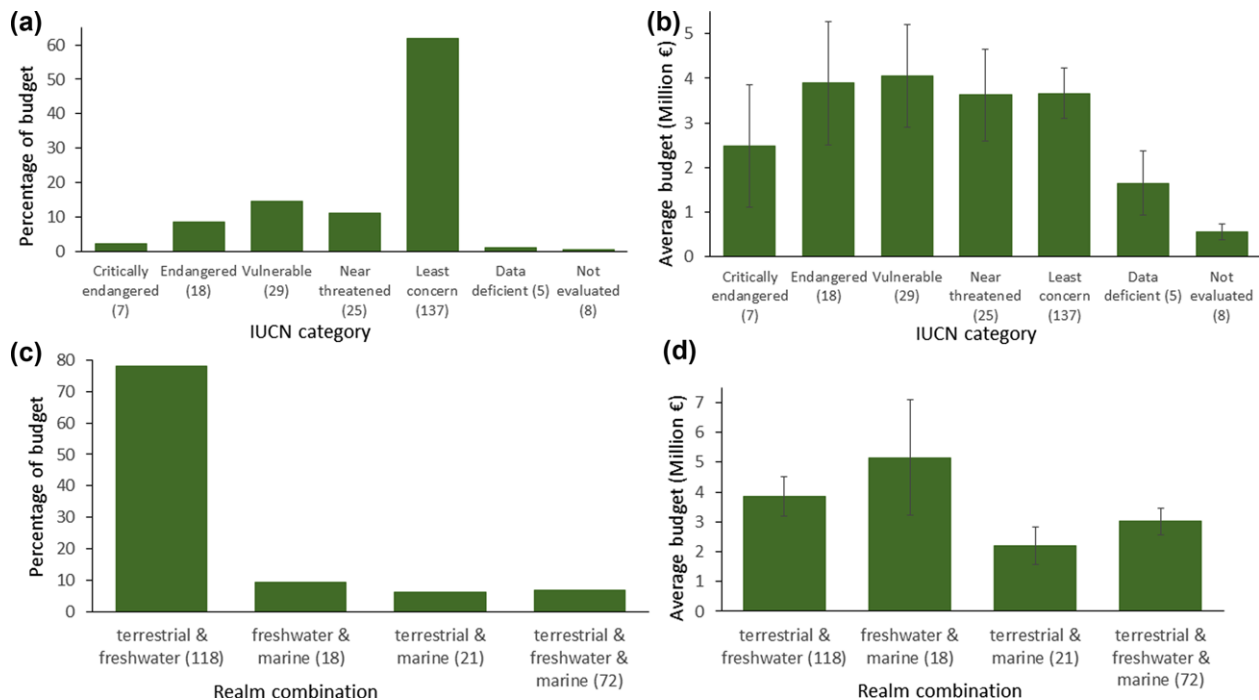 (a)
Percentage of budget
60
50
40
30
20
10
0
Critically endangered (7)
Endangered (18)
Vulnerable (29)
Near threatened (25)
Least concern (137)
Data deficient (5)
Not evaluated (8)
IUCN category
(b)
Average budget (Million €)
5
4
3
2
1
0
Critically endangered (7)
Endangered (18)
Vulnerable (29)
Near threatened (25)
Least concern (137)
Data deficient (5)
Not evaluated (8)
IUCN category
(c)
Percentage of budget
80
70
60
50
40
30
20
10
0
terrestrial & freshwater (118)
freshwater & marine (18)
terrestrial & marine (21)
terrestrial & freshwater & marine (72)
Realm combination
(d)
Average budget (Million €)
7
6
5
4
3
2
1
0
terrestrial & freshwater (118)
freshwater & marine (18)
terrestrial & marine (21)
terrestrial & freshwater & marine (72)
Realm combination